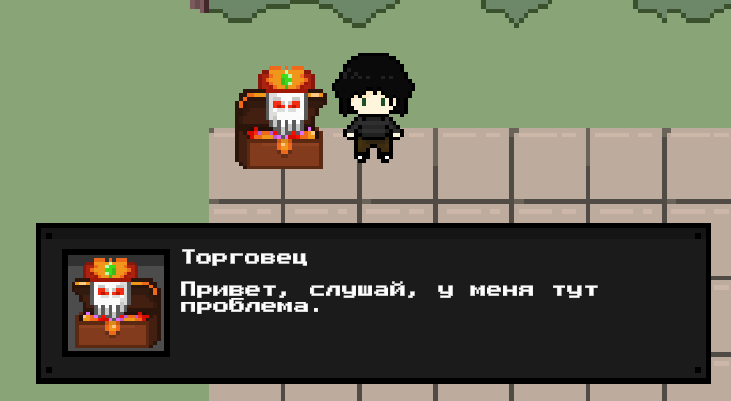 Торговец
Привет, слушай, у меня тут
проблема.